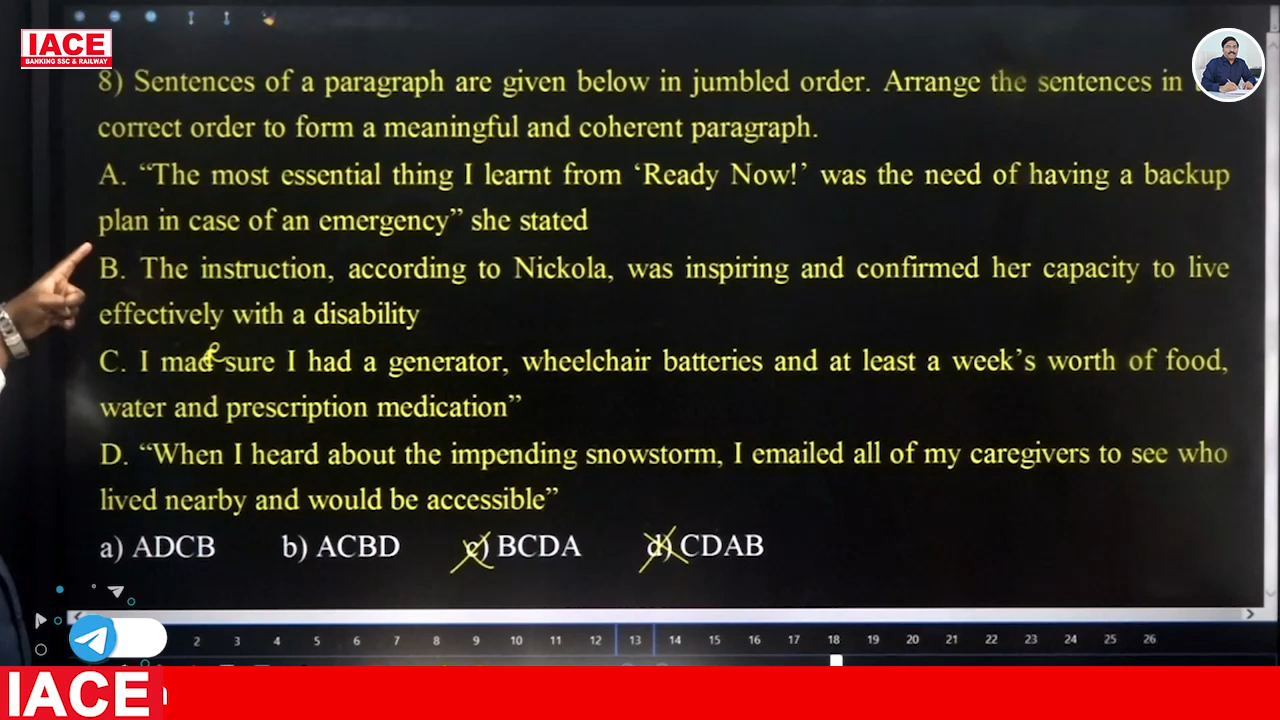 IACE
BANKING SSC & RAILWAY
8) Sentences of a paragraph are given below in jumbled order. Arrange the sentences in
correct order to form a meaningful and coherent paragraph.
A. “The most essential thing I learnt from ‘Ready Now!’ was the need of having a backup
plan in case of an emergency” she stated
B. The instruction, according to Nickola, was inspiring and confirmed her capacity to live
effectively with a disability
C. I made sure I had a generator, wheelchair batteries and at least a week’s worth of food,
water and prescription medication”
D. “When I heard about the impending snowstorm, I emailed all of my caregivers to see who
lived nearby and would be accessible”
a) ADCB b) ACBD c) BCDA d) CDAB
2 3 4 5 6 7 8 9 10 11 12 13 14 15 16 17 18 19 20 21 22 23 24 25 26
IACE